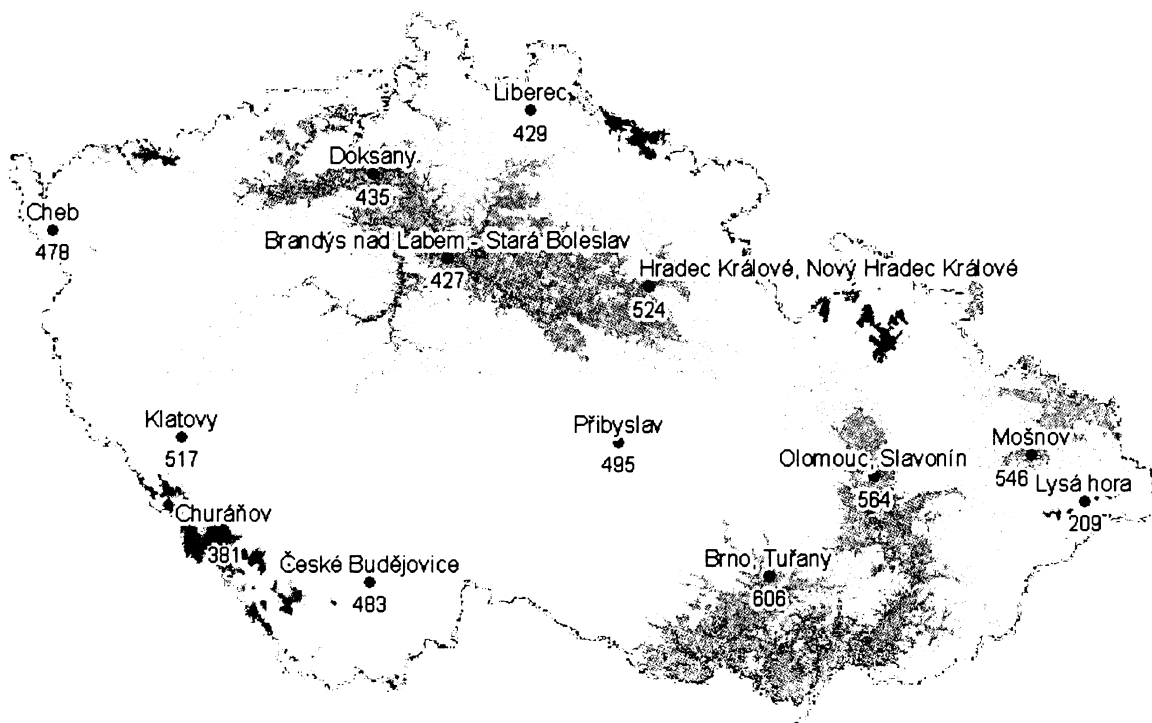 Liberec
429
Doksany
435
Cheb
478
Brandýs nad Labem - Stará Boleslav
427
Hradec Králové, Nový Hradec Králové
524
Klatovy
517
Přibyslav
495
Mošnov
546
Olomouc, Slavonín
564
Lysá hora
209
Churáňov
381
České Budějovice
483
Brno, Tuřany
606